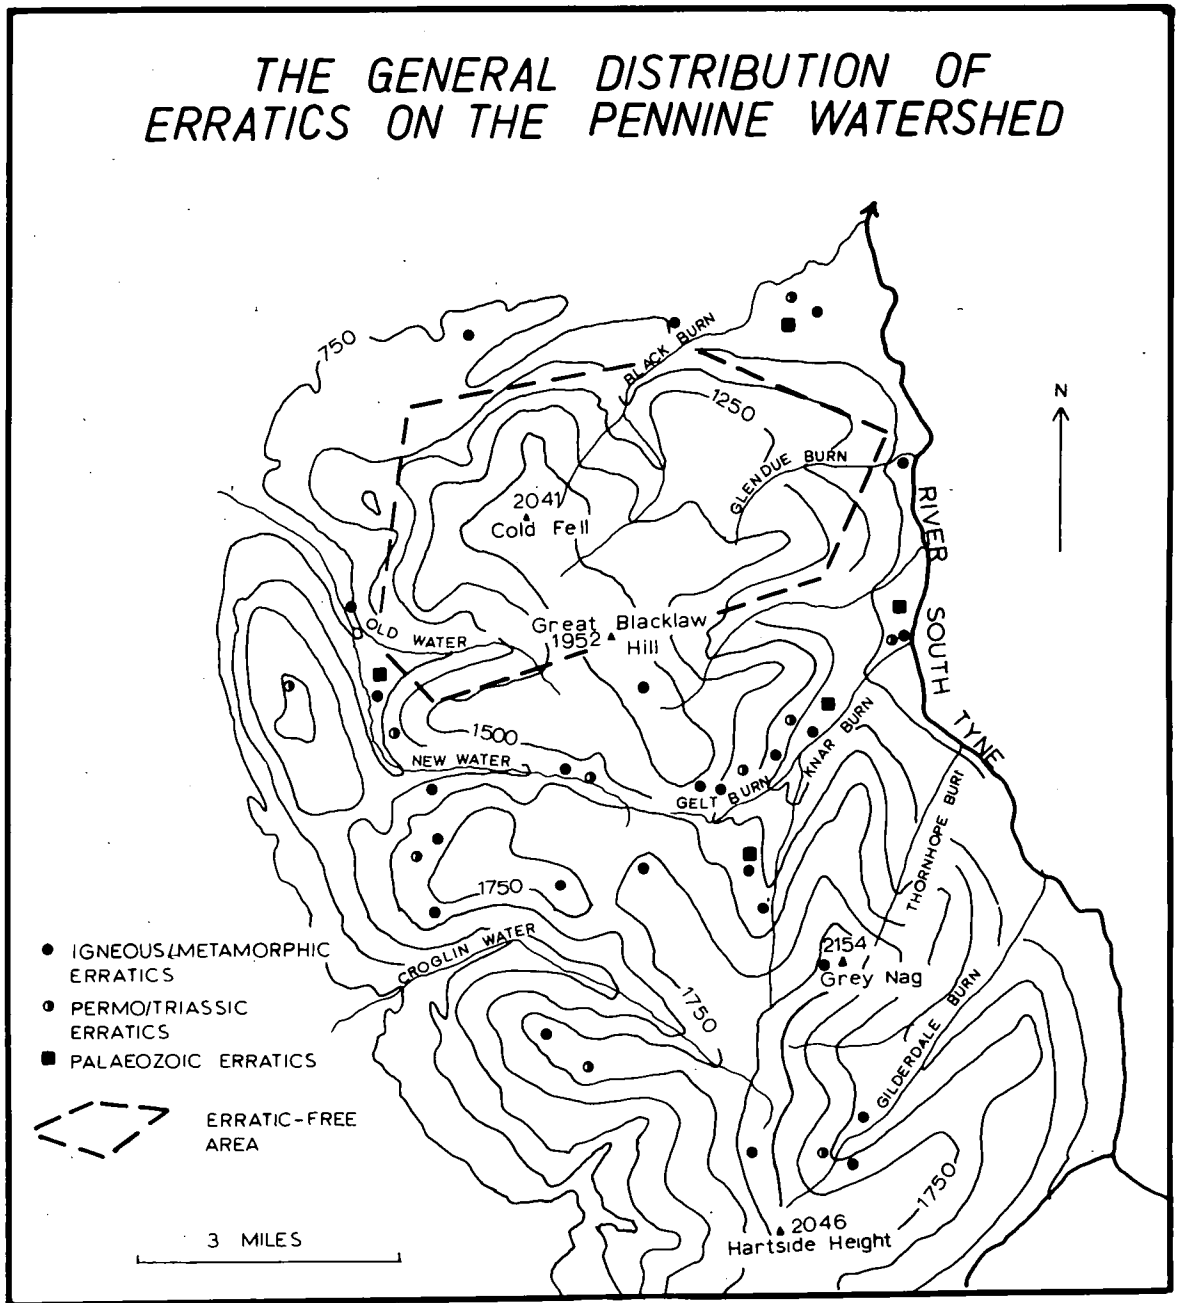 THE GENERAL DISTRIBUTION OF
ERRATICS ON THE PENNINE WATERSHED
N
750
BLACK BURN
1250
GLENDUE BURN
2041
Cold Fell
RIVER SOUTH TYNE
OLD WATER
Great Blacklaw
1952 Hill
1500
NEW WATER
GELT BURN
KNAR BURN
THORNHOPE BURN
1750
CROGLIN WATER
2154
Grey Nag
1750
GILDERDALE BURN
1750
2046
Hartside Height
IGNEOUS/METAMORPHIC
ERRATICS
PERMO/TRIASSIC
ERRATICS
PALAEOZOIC ERRATICS
ERRATIC-FREE
AREA
3 MILES